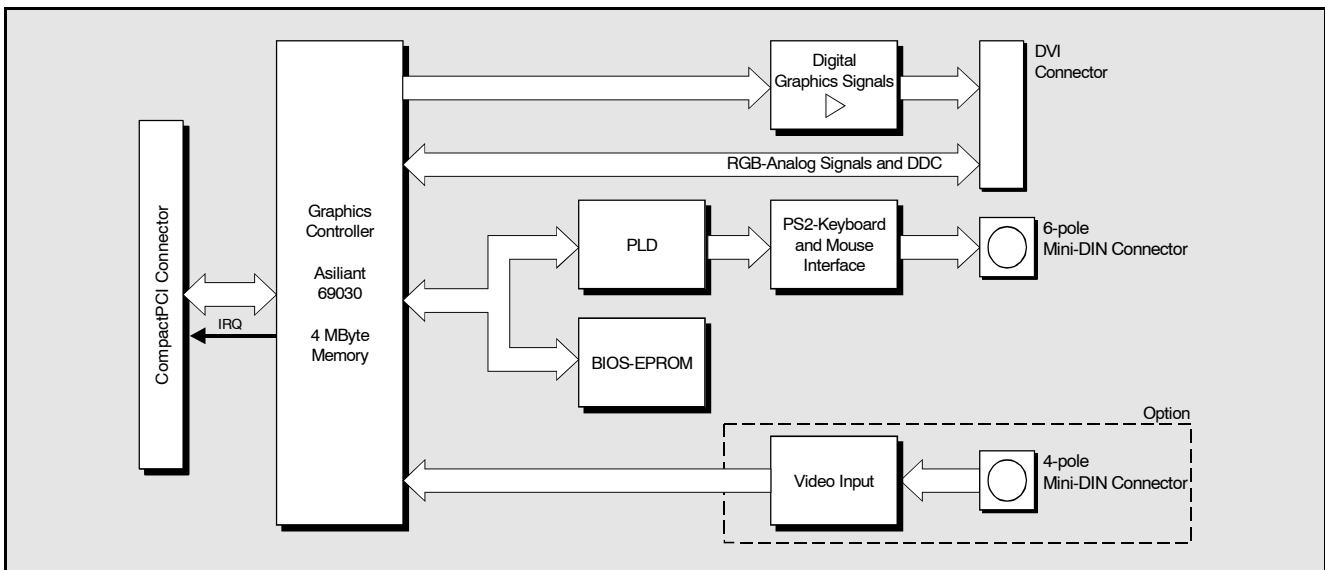 Digital
Graphics Signals
DVI
Connector
RGB-Analog Signals and DDC
CompactPCI Connector
IRQ
Graphics
Controller
Asiliant
69030
4 MByte
Memory
PLD
PS2-Keyboard
and Mouse
Interface
6-pole
Mini-DIN Connector
BIOS-EPROM
Option
Video Input
4-pole
Mini-DIN Connector